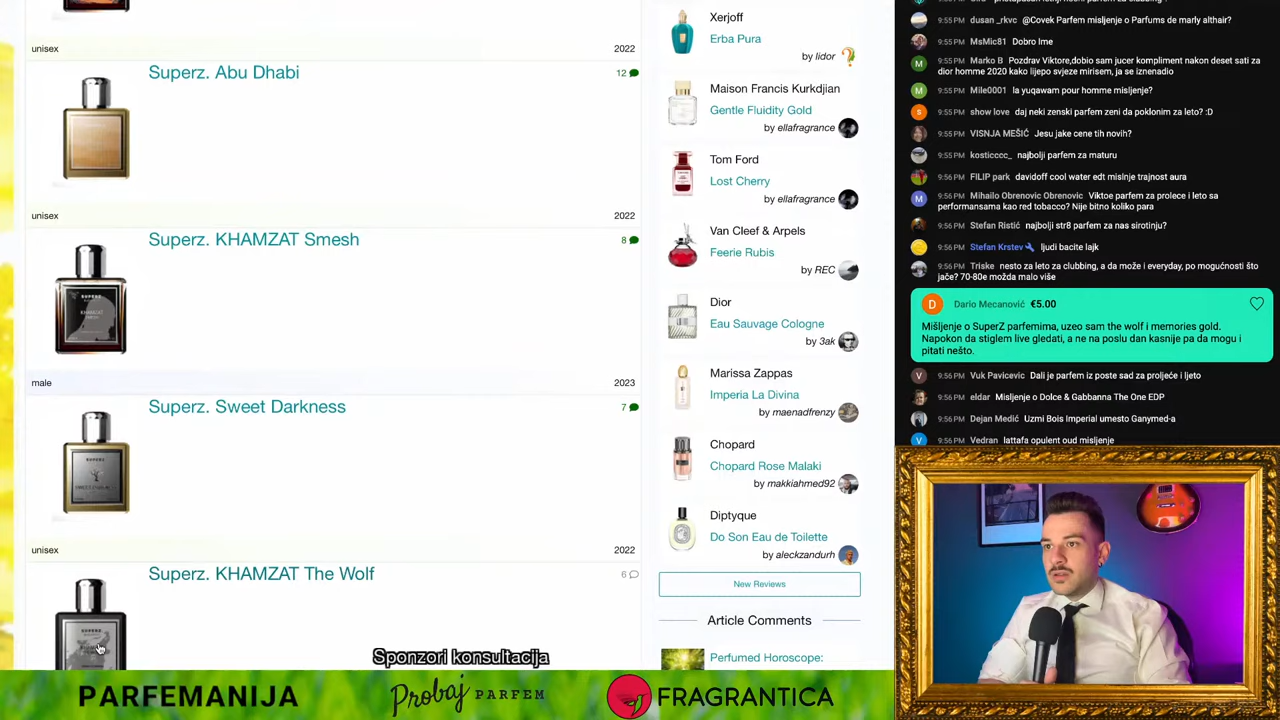 unisex
2022
Superz. Abu Dhabi
12
unisex
2022
Superz. KHAMZAT Smesh
8
male
2023
Superz. Sweet Darkness
7
unisex
2022
Superz. KHAMZAT The Wolf
6
Xerjoff
Erba Pura
by lidor
Maison Francis Kurkdjian
Gentle Fluidity Gold
by ellafragrance
Tom Ford
Lost Cherry
by ellafragrance
Van Cleef & Arpels
Feerie Rubis
by REC
Dior
Eau Sauvage Cologne
by 3ak
Marissa Zappas
Imperia La Divina
by maenadfrenzy
Chopard
Chopard Rose Malaki
by makkiahmed92
Diptyque
Do Son Eau de Toilette
by aleckzandurh
New Reviews
Article Comments
Perfumed Horoscope:
9:55 PM dusan _rkvc @Covek Parfem misljenje o Parfums de marly althair?
9:55 PM MsMic81 Dobro Ime
9:55 PM Marko B Pozdrav Viktore,dobio sam jucer kompliment nakon deset sati za
dior homme 2020 kako lijepo svjeze mirisem, ja se iznenadio
9:55 PM Mile0001 la yuqawam pour homme misljenje?
9:55 PM show love daj neki zenski parfem zeni da poklonim za leto? :D
9:55 PM VISNJA MEŠIĆ Jesu jake cene tih novih?
9:55 PM kosticccc_ najbolji parfem za maturu
9:55 PM FILIP park davidoff cool water edt mislnje trajnost aura
9:56 PM Mihailo Obrenovic Obrenovic Viktoe parfem za prolece i leto sa
performansama kao red tobacco? Nije bitno koliko para
9:56 PM Stefan Ristić najbolji str8 parfem za nas sirotinju?
9:56 PM Stefan Krstev ljudi bacite lajk
9:56 PM Triske nesto za leto za clubbing, a da može i everyday, po mogućnosti što
jače? 70-80e možda malo više
Dario Mecanović €5.00
Mišljenje o SuperZ parfemima, uzeo sam the wolf i memories gold.
Napokon da stiglem live gledati, a ne na poslu dan kasnije pa da mogu i
pitati nešto.
9:56 PM Vuk Pavicevic Dali je parfem iz poste sad za proljeće i ljeto
9:56 PM eldar Misljenje o Dolce & Gabbanna The One EDP
9:56 PM Dejan Medić Uzmi Bois Imperial umesto Ganymed-a
9:56 PM Vedran lattafa opulent oud misljenje
Sponzori konsultacija
PARFEMANIJA
Probaj PARFEM
FRAGRANTICA